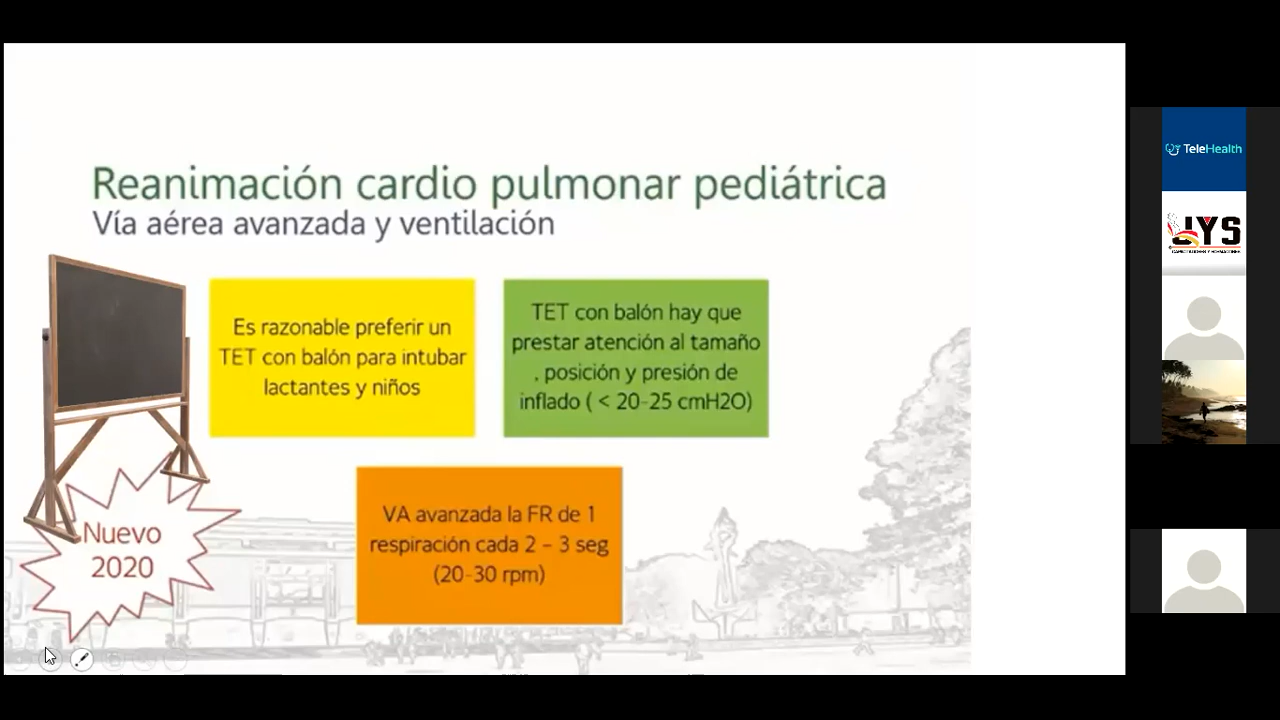 Reanimación cardio pulmonar pediátrica
Vía aérea avanzada y ventilación
Es razonable preferir un
TET con balón para intubar
lactantes y niños
TET con balón hay que
prestar atención al tamaño
, posición y presión de
inflado ( < 20-25 cmH2O)
VA avanzada la FR de 1
respiración cada 2 – 3 seg
(20-30 rpm)
Nuevo
2020
TeleHealth
JYS